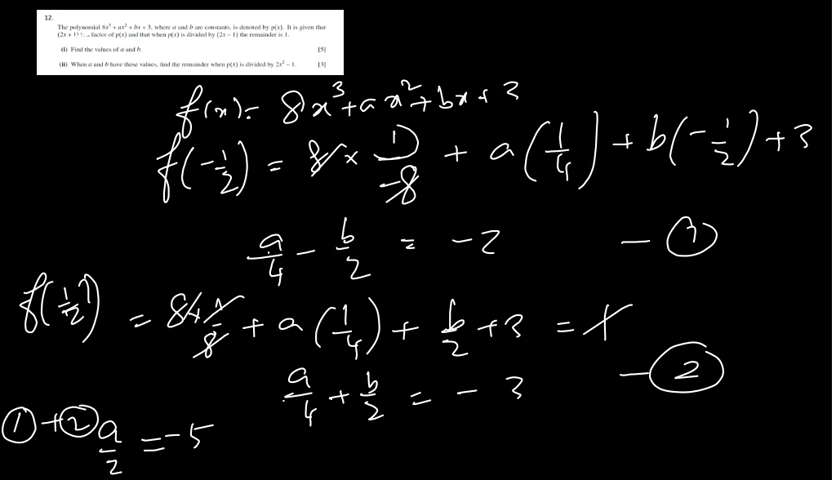 12.
The polynomial 8x³ + ax² + bx + 3, where a and b are constants, is denoted by p(x). It is given that
(2x + 1) factor of p(x) and that when p(x) is divided by (2x − 1) the remainder is 1.
(i) Find the values of a and b. [5]
(ii) When a and b have these values, find the remainder when p(x) is divided by 2x² − 1. [3]
f(x) = 8x³ + ax² + bx + 3
f(-1/2) = 8 × 1/-8 + a(1/4) + b(-1/2) + 3
a/4 - b/2 = -2 - ①
f(1/2) = 8 × 1/8 + a(1/4) + b/2 + 3 = 1
a/4 + b/2 = -3 - ②
① + ② a/2 = -5